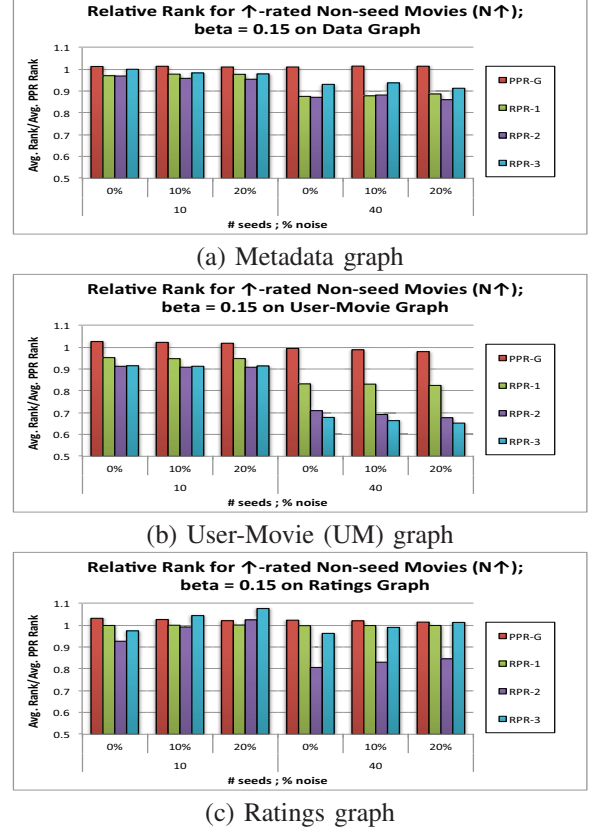 Relative Rank for ↑-rated Non-seed Movies (N↑);
beta = 0.15 on Data Graph
Avg. Rank/Avg. PPR Rank
1.1
1
0.9
0.8
0.7
0.6
0.5
0% 10% 20% 0% 10% 20%
10 40
# seeds ; % noise
PPR-G
RPR-1
RPR-2
RPR-3
(a) Metadata graph
Relative Rank for ↑-rated Non-seed Movies (N↑);
beta = 0.15 on User-Movie Graph
Avg. Rank/Avg. PPR Rank
1.1
1
0.9
0.8
0.7
0.6
0.5
0% 10% 20% 0% 10% 20%
10 40
# seeds ; % noise
PPR-G
RPR-1
RPR-2
RPR-3
(b) User-Movie (UM) graph
Relative Rank for ↑-rated Non-seed Movies (N↑);
beta = 0.15 on Ratings Graph
Avg. Rank/Avg. PPR Rank
1.1
1
0.9
0.8
0.7
0.6
0.5
0% 10% 20% 0% 10% 20%
10 40
# seeds ; % noise
PPR-G
RPR-1
RPR-2
RPR-3
(c) Ratings graph